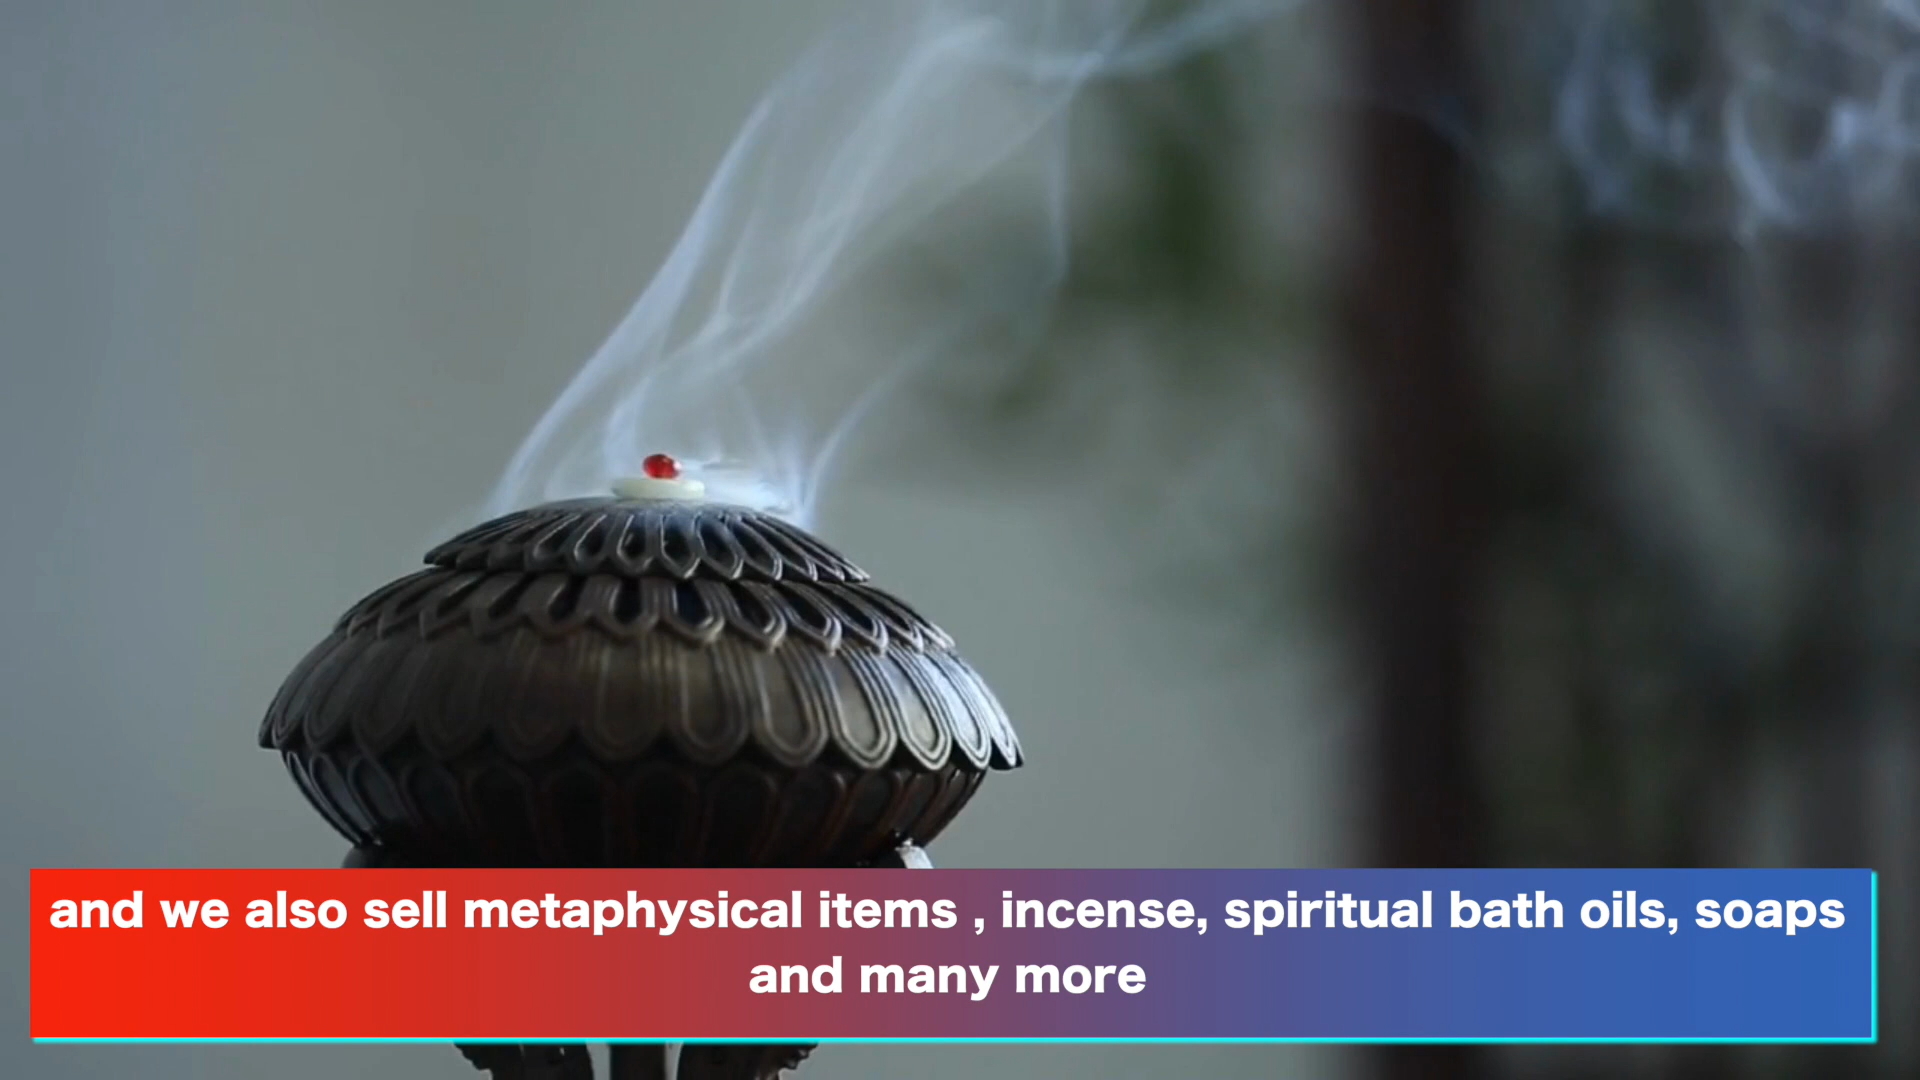 and we also sell metaphysical items , incense, spiritual bath oils, soaps
and many more